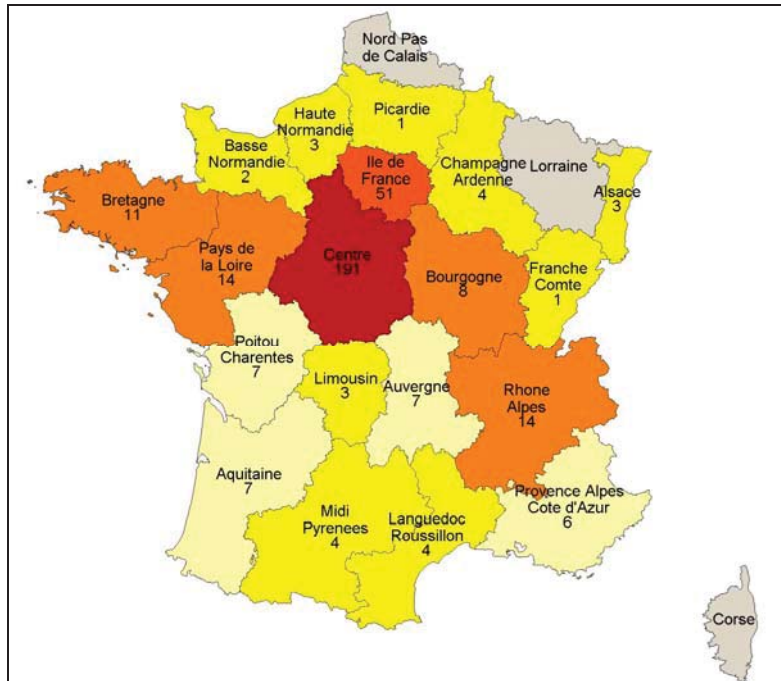 Nord Pas
de Calais
Haute
Normandie
3
Picardie
1
Basse
Normandie
2
Ile de
France
51
Champagne
Ardenne
4
Lorraine
Alsace
3
Bretagne
11
Pays de
la Loire
14
Centre
191
Bourgogne
8
Franche
Comte
1
Poitou
Charentes
7
Limousin
3
Auvergne
7
Rhone
Alpes
14
Aquitaine
7
Midi
Pyrenees
4
Languedoc
Roussillon
4
Provence Alpes
Cote d'Azur
6
Corse